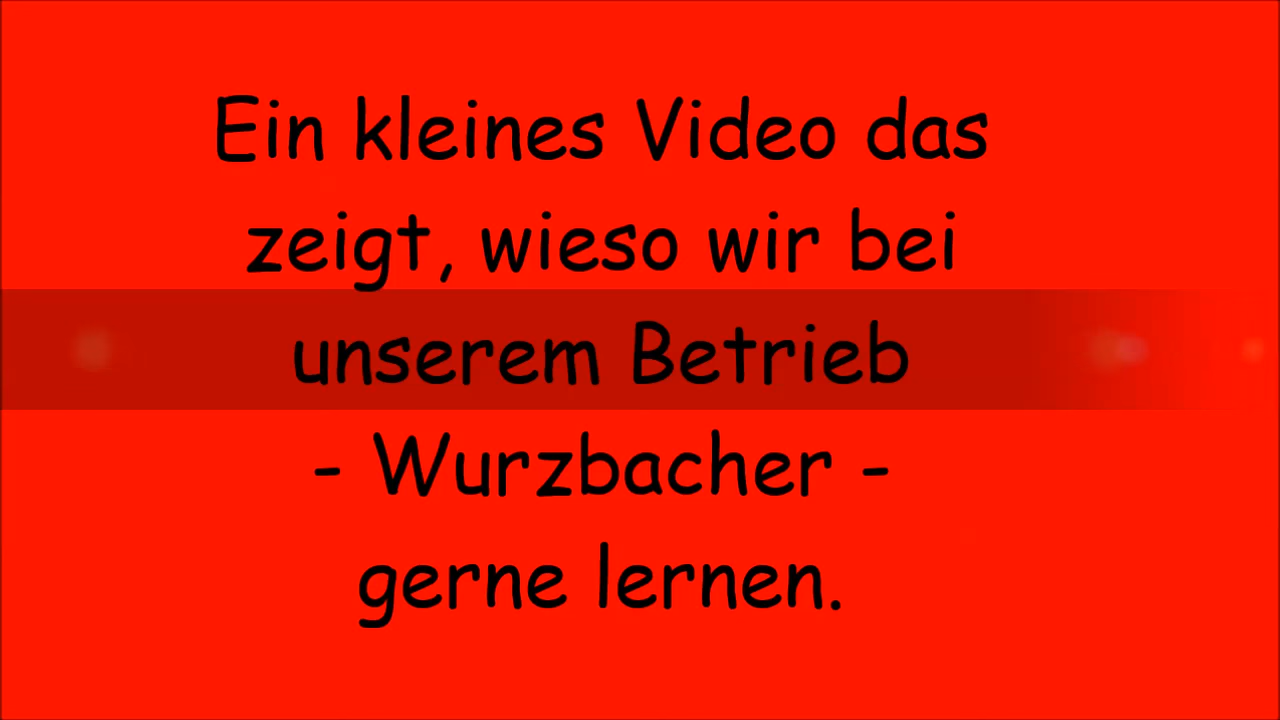 Ein kleines Video das
zeigt, wieso wir bei
unserem Betrieb
- Wurzbacher -
gerne lernen.